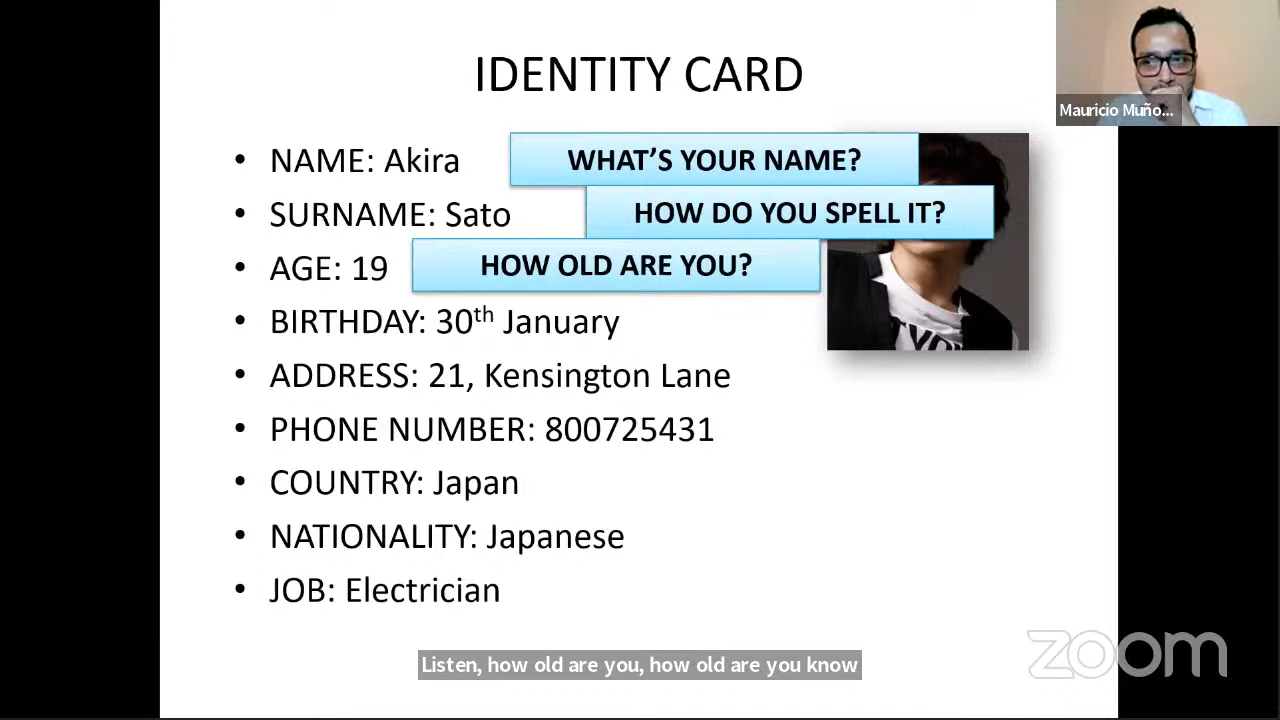 IDENTITY CARD
Mauricio Muño...
• NAME: Akira
WHAT'S YOUR NAME?
• SURNAME: Sato
HOW DO YOU SPELL IT?
• AGE: 19
HOW OLD ARE YOU?
• BIRTHDAY: 30th January
• ADDRESS: 21, Kensington Lane
• PHONE NUMBER: 800725431
• COUNTRY: Japan
• NATIONALITY: Japanese
• JOB: Electrician
Listen, how old are you, how old are you know
zoom